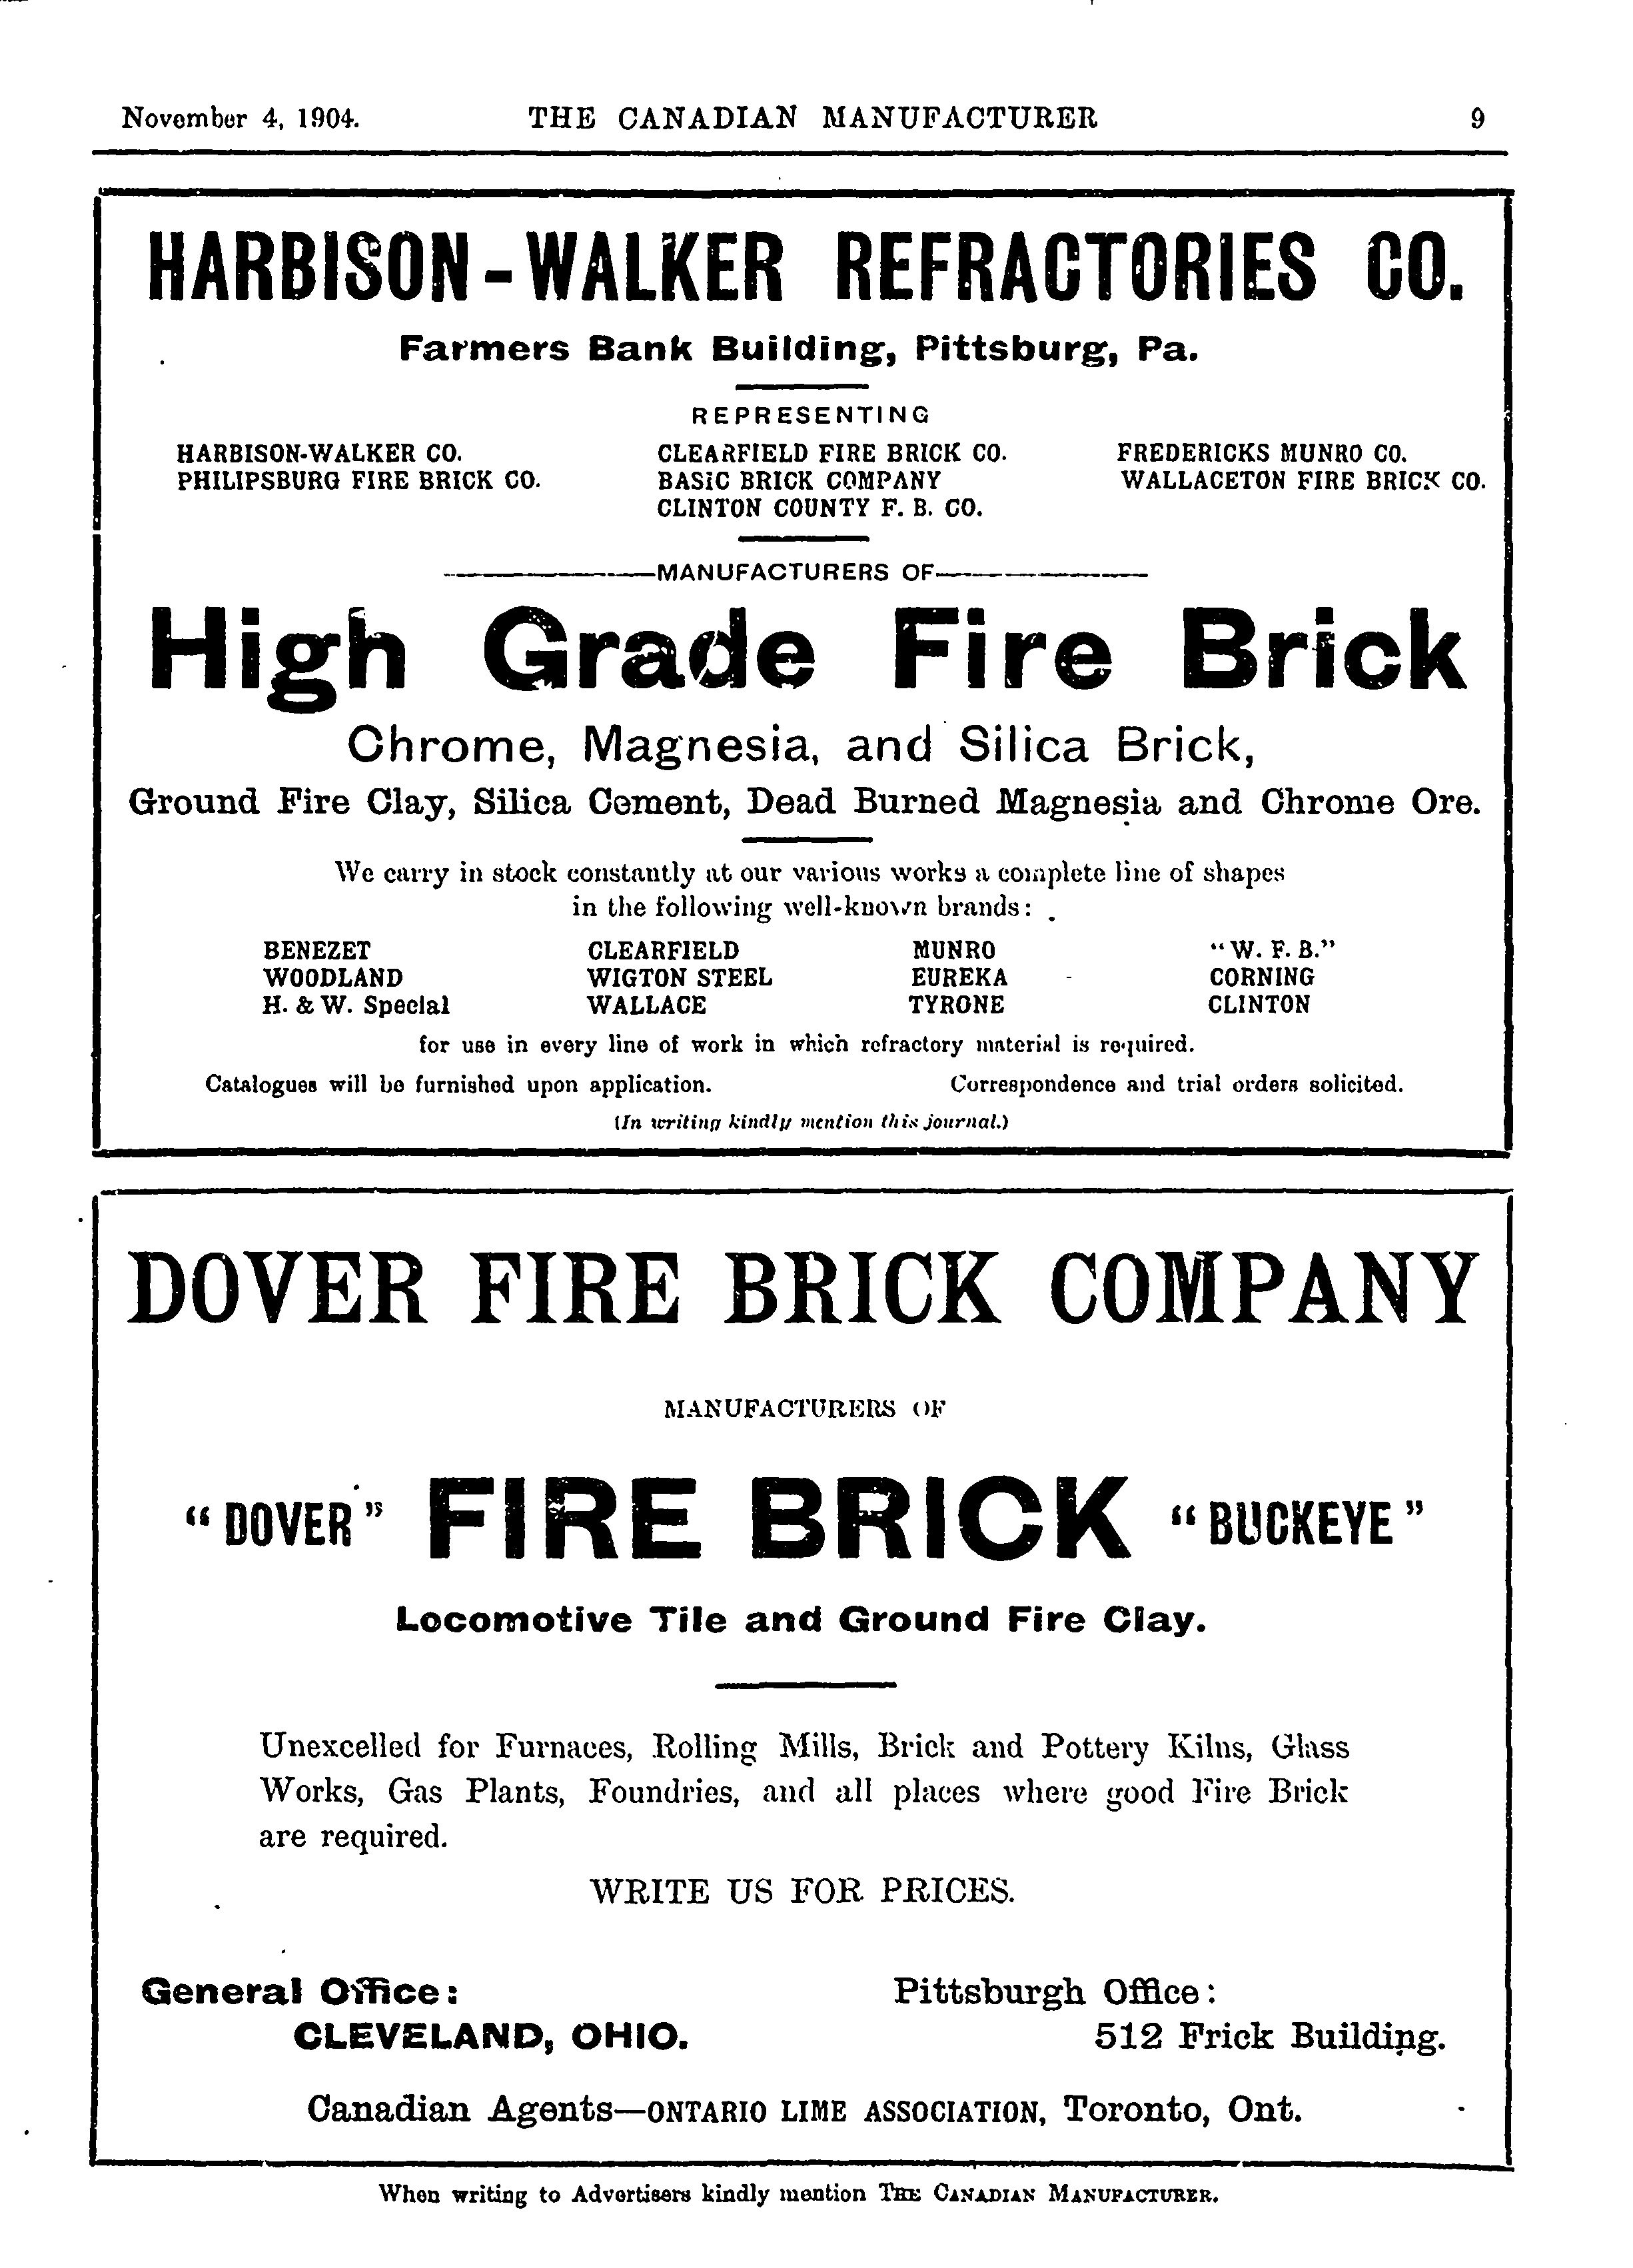 November 4, 1904. THE CANADIAN MANUFACTURER 9
HARBISON-WALKER REFRACTORIES CO.
Farmers Bank Building, Pittsburg, Pa.
REPRESENTING
HARBISON-WALKER CO. CLEARFIELD FIRE BRICK CO. FREDERICKS MUNRO CO.
PHILIPSBURG FIRE BRICK CO. BASIC BRICK COMPANY WALLACETON FIRE BRICK CO.
CLINTON COUNTY F. B. CO.
MANUFACTURERS OF
High Grade Fire Brick
Chrome, Magnesia, and Silica Brick,
Ground Fire Clay, Silica Cement, Dead Burned Magnesia and Chrome Ore.
We carry in stock constantly at our various works a complete line of shapes
in the following well-known brands:
BENEZET CLEARFIELD MUNRO "W. F. B."
WOODLAND WIGTON STEEL EUREKA CORNING
H. & W. Special WALLACE TYRONE CLINTON
for use in every line of work in which refractory material is required.
Catalogues will be furnished upon application. Correspondence and trial orders solicited.
(In writing kindly mention this journal.)
DOVER FIRE BRICK COMPANY
MANUFACTURERS OF
"DOVER" FIRE BRICK "BUCKEYE"
Locomotive Tile and Ground Fire Clay.
Unexcelled for Furnaces, Rolling Mills, Brick and Pottery Kilns, Glass
Works, Gas Plants, Foundries, and all places where good Fire Brick
are required.
WRITE US FOR PRICES.
General Office: Pittsburgh Office:
CLEVELAND, OHIO. 512 Frick Building.
Canadian Agents—ONTARIO LIME ASSOCIATION, Toronto, Ont.
When writing to Advertisers kindly mention THE CANADIAN MANUFACTURER.